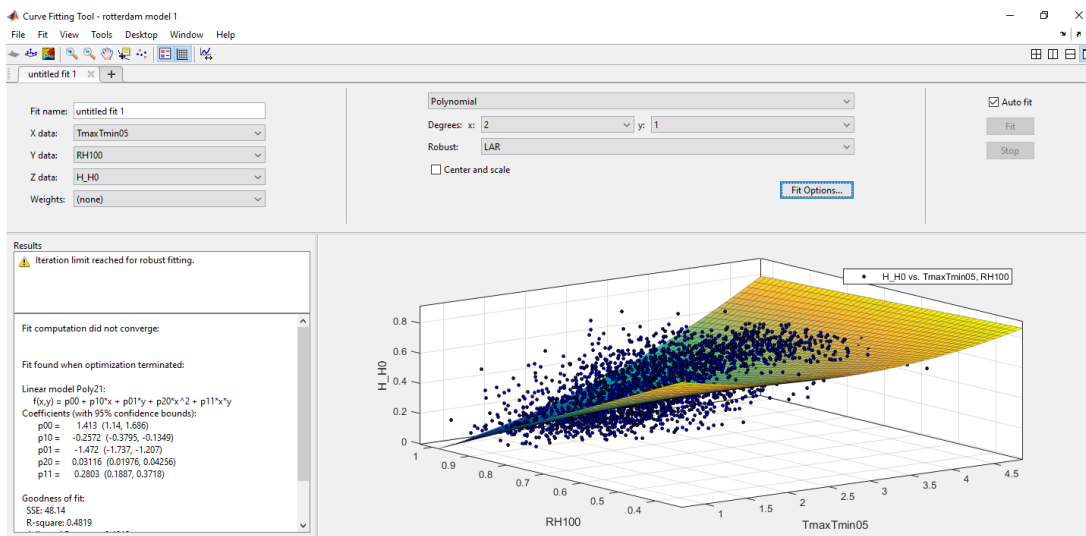 Curve Fitting Tool - rotterdam model 1
File Fit View Tools Desktop Window Help
untitled fit 1
Fit name: untitled fit 1
X data: TmaxTmin05
Y data: RH100
Z data: H_H0
Weights: (none)
Polynomial
Degrees: x: 2 y: 1
Robust: LAR
Center and scale
Fit Options...
Auto fit
Fit
Stop
Results
Iteration limit reached for robust fitting.
Fit computation did not converge:
Fit found when optimization terminated:
Linear model Poly21:
f(x,y) = p00 + p10*x + p01*y + p20*x^2 + p11*x*y
Coefficients (with 95% confidence bounds):
p00 = 1.413 (1.14, 1.686)
p10 = -0.2572 (-0.3795, -0.1349)
p01 = -1.472 (-1.737, -1.207)
p20 = 0.03116 (0.01976, 0.04256)
p11 = 0.2803 (0.1887, 0.3718)
Goodness of fit:
SSE: 48.14
R-square: 0.4819
H_H0 vs. TmaxTmin05, RH100
H_H0
0.8
0.6
0.4
0.2
0
1
0.9
0.8
0.7
0.6
0.5
0.4
RH100
1
1.5
2
2.5
3
3.5
4
4.5
TmaxTmin05